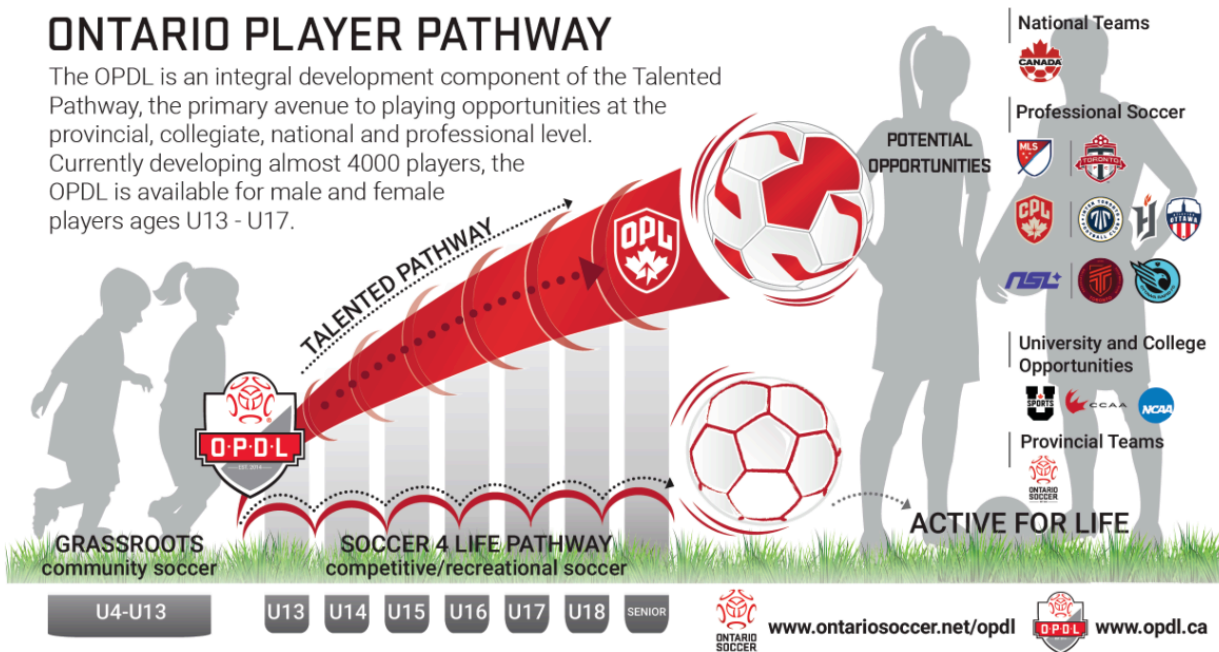 ONTARIO PLAYER PATHWAY
The OPDL is an integral development component of the Talented
Pathway, the primary avenue to playing opportunities at the
provincial, collegiate, national and professional level.
Currently developing almost 4000 players, the
OPDL is available for male and female
players ages U13 - U17.
TALENTED PATHWAY
OPL
O·P·D·L
EST. 2014
POTENTIAL
OPPORTUNITIES
National Teams
CANADA
Professional Soccer
MLS
TORONTO
CPL
OTTAWA
NSL
University and College
Opportunities
U
SPORTS
CCAA
NCAA
Provincial Teams
ONTARIO
SOCCER
ACTIVE FOR LIFE
GRASSROOTS
community soccer
SOCCER 4 LIFE PATHWAY
competitive/recreational soccer
U4-U13
U13
U14
U15
U16
U17
U18
SENIOR
ONTARIO
SOCCER
www.ontariosoccer.net/opdl
O·P·D·L
www.opdl.ca